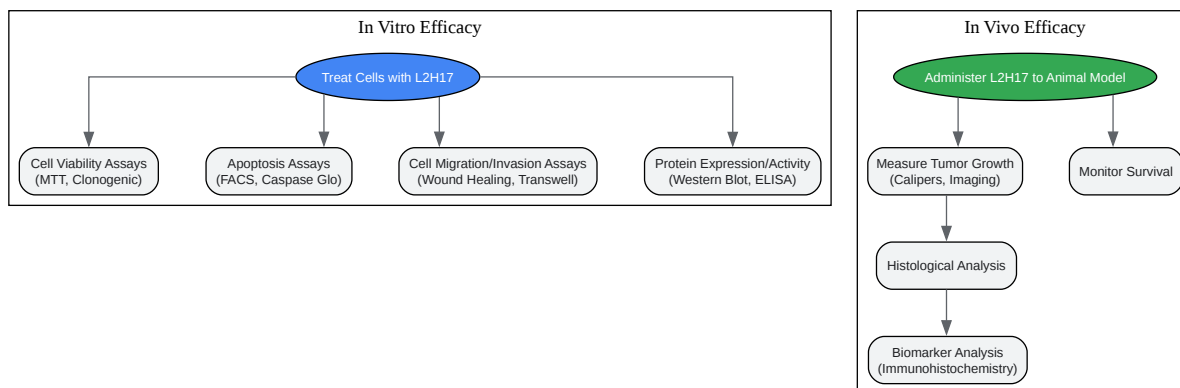 In Vitro Efficacy
Treat Cells with L2H17
Cell Viability Assays
(MTT, Clonogenic)
Apoptosis Assays
(FACS, Caspase Glo)
Cell Migration/Invasion Assays
(Wound Healing, Transwell)
Protein Expression/Activity
(Western Blot, ELISA)
In Vivo Efficacy
Administer L2H17 to Animal Model
Measure Tumor Growth
(Calipers, Imaging)
Monitor Survival
Histological Analysis
Biomarker Analysis
(Immunohistochemistry)